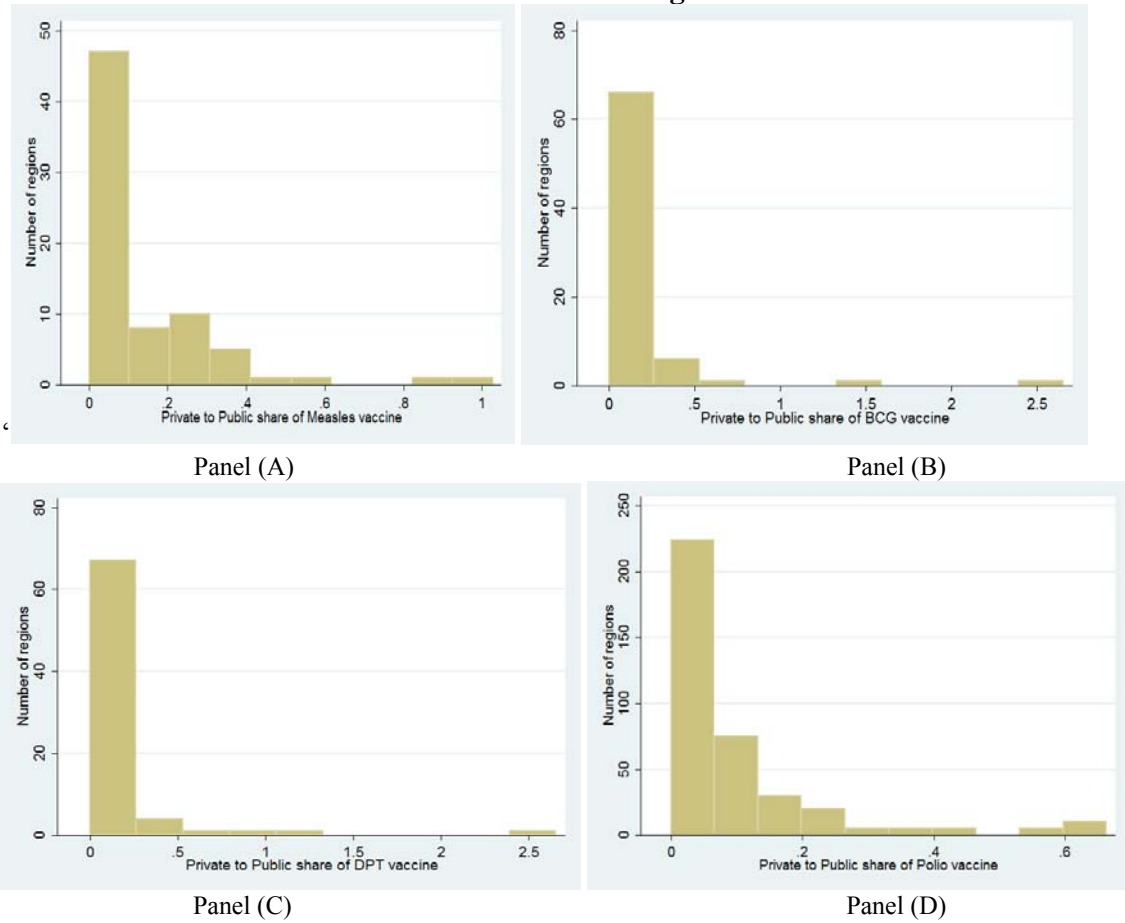 g
50
40
30
20
10
0
Number of regions
0 .2 .4 .6 .8 1
Private to Public share of Measles vaccine
80
60
40
20
0
Number of regions
0 .5 1 1.5 2 2.5
Private to Public share of BCG vaccine
‘
Panel (A) Panel (B)
80
60
40
20
0
Number of regions
0 .5 1 1.5 2 2.5
Private to Public share of DPT vaccine
250
200
150
100
50
0
Number of regions
0 .2 .4 .6
Private to Public share of Polio vaccine
Panel (C) Panel (D)